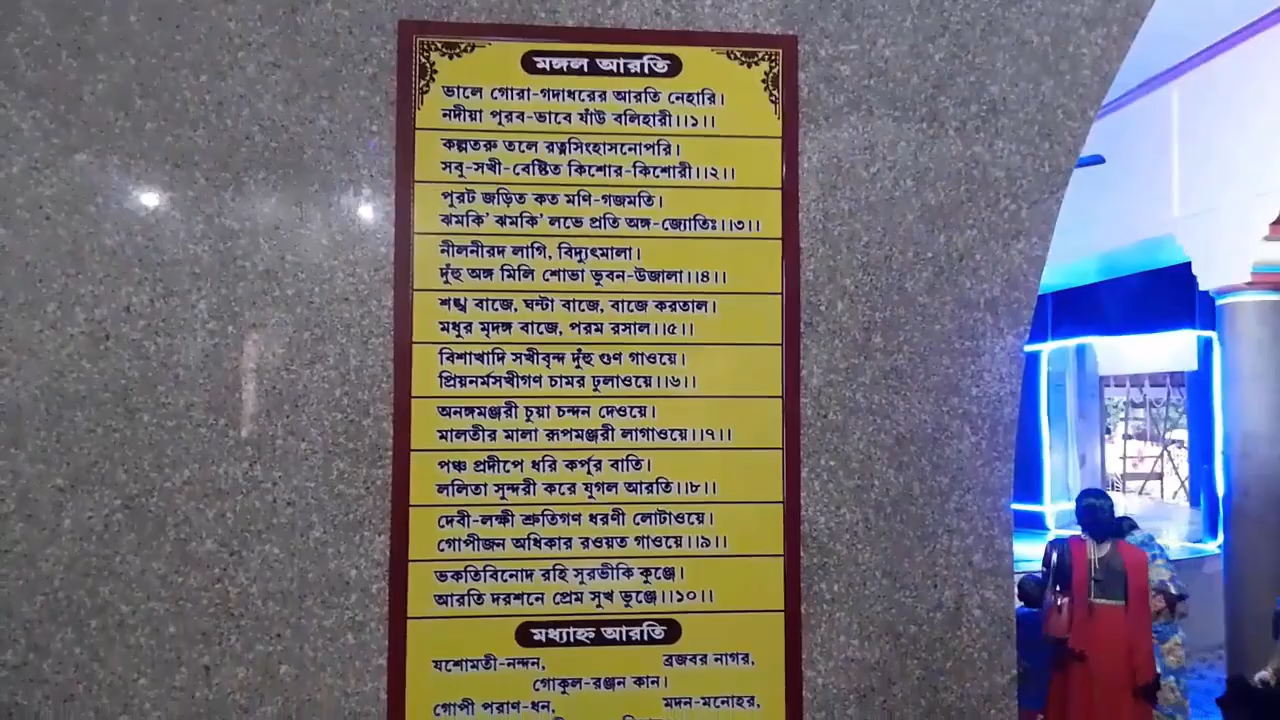 মঙ্গল আরতি
ভালে গোরা-গদাধরের আরতি নেহারি।
নদীয়া পূরব-ভাবে যাঁউ বলিহারী।।১।।
কল্পতরু তলে রত্নসিংহাসনোপরি।
সবু-সখী-বেষ্টিত কিশোর-কিশোরী।।২।।
পুরট জড়িত কত মণি-গজমতি।
ঝমকি' ঝমকি' লভে প্রতি অঙ্গ-জ্যোতিঃ।।৩।।
নীলনীরদ লাগি, বিদ্যুৎমালা।
দুঁহু অঙ্গ মিলি শোভা ভুবন-উজালা।।৪।।
শঙ্খ বাজে, ঘন্টা বাজে, বাজে করতাল।
মধুর মৃদঙ্গ বাজে, পরম রসাল।।৫।।
বিশাখাদি সখীবৃন্দ দুঁহু গুণ গাওয়ে।
প্রিয়নর্মসখীগণ চামর ঢুলাওয়ে।।৬।।
অনঙ্গমঞ্জরী চুয়া চন্দন দেওয়ে।
মালতীর মালা রূপমঞ্জরী লাগাওয়ে।।৭।।
পঞ্চ প্রদীপে ধরি কর্পূর বাতি।
ললিতা সুন্দরী করে যুগল আরতি।।৮।।
দেবী-লক্ষী শ্রুতিগণ ধরণী লোটাওয়ে।
গোপীজন অধিকার রওয়ত গাওয়ে।।৯।।
ভকতিবিনোদ রহি সুরভীকি কুঞ্জে।
আরতি দরশনে প্রেম সুখ ভুঞ্জে।।১০।।
মধ্যাহ্ন আরতি
যশোমতী-নন্দন, ব্রজবর নাগর,
গোকুল-রঞ্জন কান।
গোপী পরাণ-ধন, মদন-মনোহর,